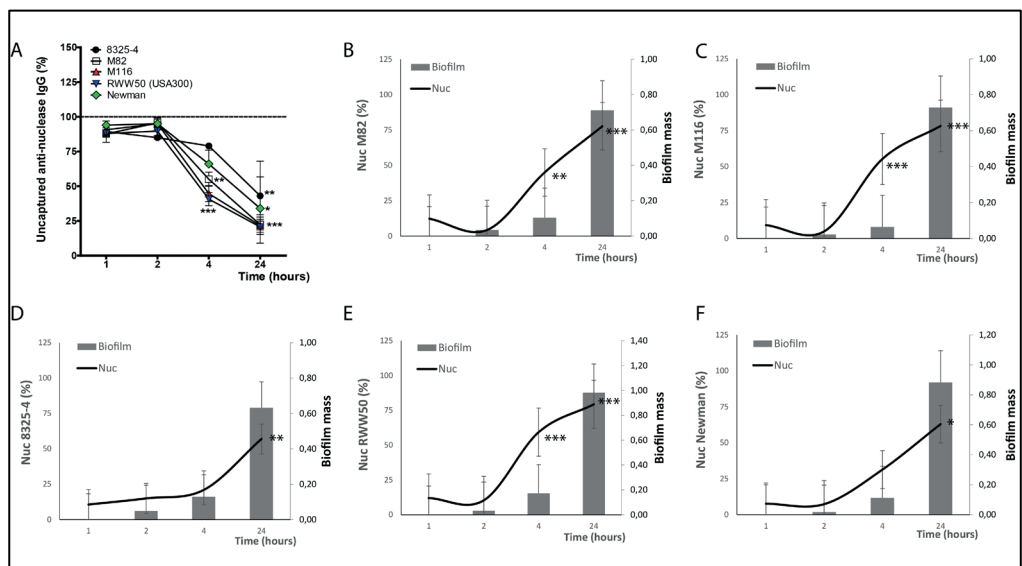 A
Uncaptured anti-nuclease IgG (%)
150
125
100
75
50
25
0
8325-4
M82
M116
RWW50 (USA300)
Newman
**
***
**
*
***
1 2 4 24
Time (hours)
B
Nuc M82 (%)
125
100
75
50
25
0
Biofilm
Nuc
**
***
1,00
0,80
0,60
0,40
0,20
0,00
Biofilm mass
1 2 4 24
Time (hours)
C
Nuc M116 (%)
125
100
75
50
25
0
Biofilm
Nuc
***
***
1,00
0,80
0,60
0,40
0,20
0,00
Biofilm mass
1 2 4 24
Time (hours)
D
Nuc 8325-4 (%)
125
100
75
50
25
0
Biofilm
Nuc
**
1,00
0,80
0,60
0,40
0,20
0,00
Biofilm mass
1 2 4 24
Time (hours)
E
Nuc RWW50 (%)
125
100
75
50
25
0
Biofilm
Nuc
***
***
1,40
1,20
1,00
0,80
0,60
0,40
0,20
0,00
Biofilm mass
1 2 4 24
Time (hours)
F
Nuc Newman (%)
125
100
75
50
25
0
Biofilm
Nuc
*
1,20
1,00
0,80
0,60
0,40
0,20
0,00
Biofilm mass
1 2 4 24
Time (hours)